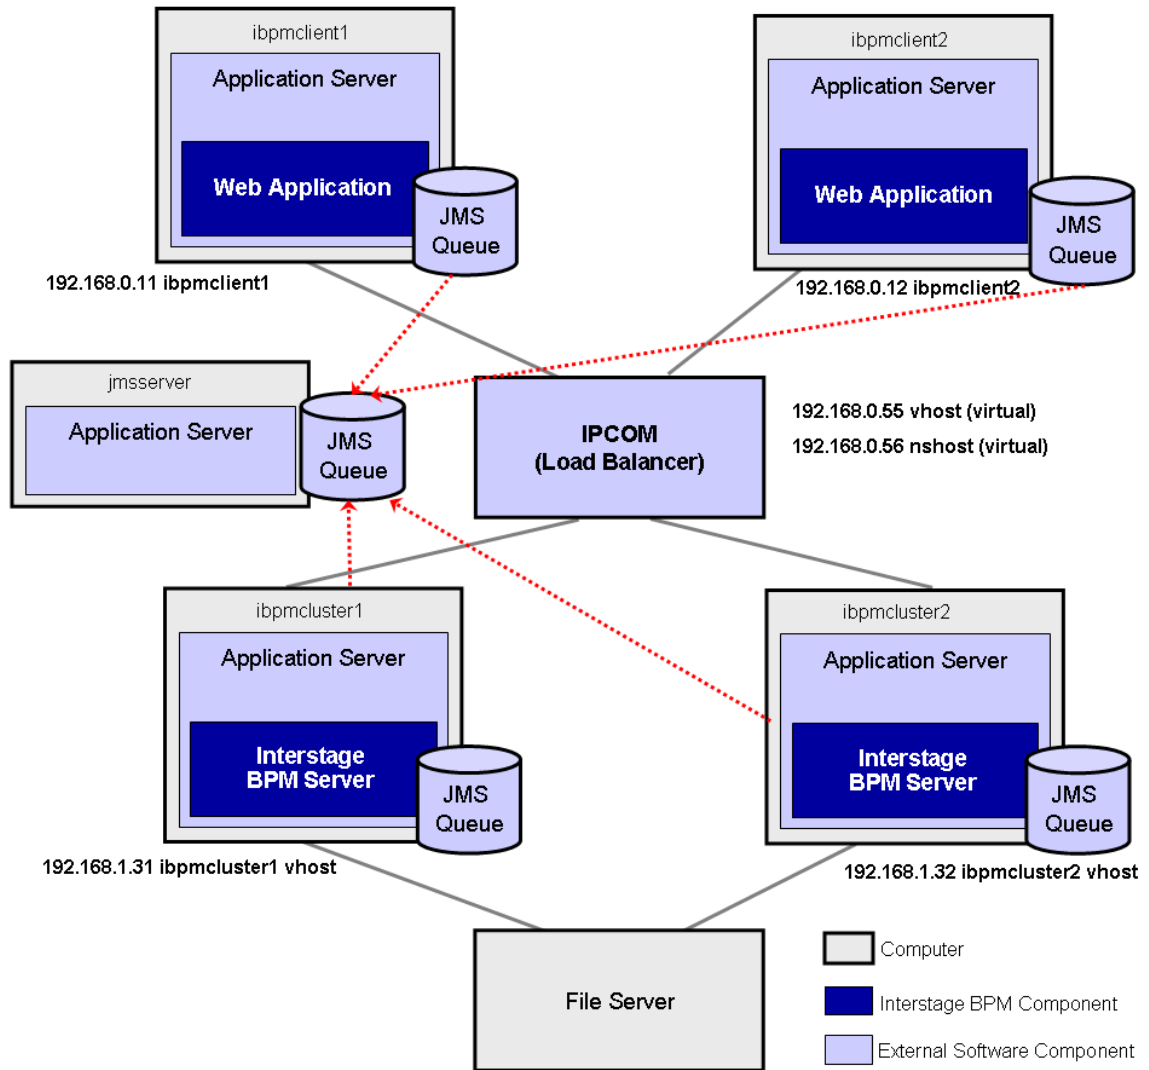 ibpmclient1
Application Server
Web Application
JMS
Queue
192.168.0.11 ibpmclient1
ibpmclient2
Application Server
Web Application
JMS
Queue
192.168.0.12 ibpmclient2
jmsserver
Application Server
JMS
Queue
IPCOM
(Load Balancer)
192.168.0.55 vhost (virtual)
192.168.0.56 nshost (virtual)
ibpmcluster1
Application Server
Interstage
BPM Server
JMS
Queue
192.168.1.31 ibpmcluster1 vhost
ibpmcluster2
Application Server
Interstage
BPM Server
JMS
Queue
192.168.1.32 ibpmcluster2 vhost
File Server
Computer
Interstage BPM Component
External Software Component